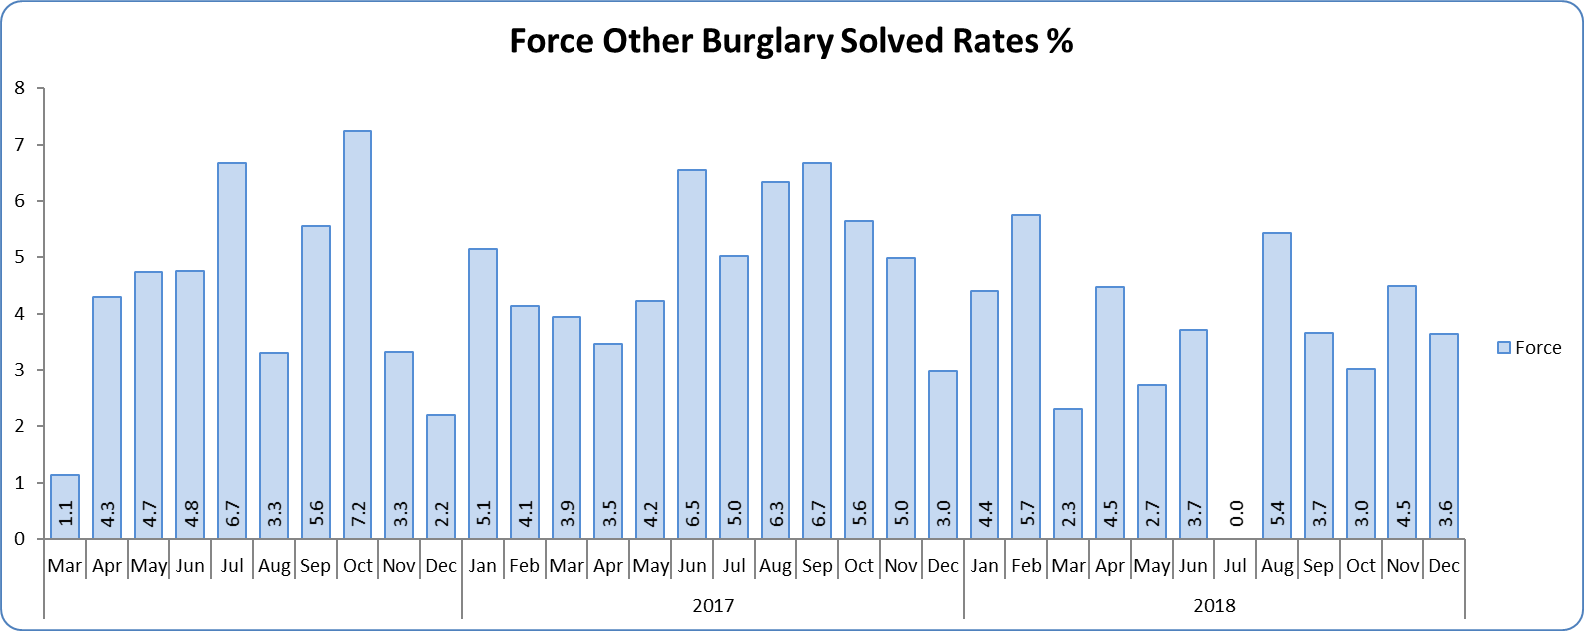 Force Other Burglary Solved Rates %
8
7
6
5
4
3
2
1
0
1.1 4.3 4.7 4.8 6.7 3.3 5.6 7.2 3.3 2.2 5.1 4.1 3.9 3.5 4.2 6.5 5.0 6.3 6.7 5.6 5.0 3.0 4.4 5.7 2.3 4.5 2.7 3.7 0.0 5.4 3.7 3.0 4.5 3.6
Mar Apr May Jun Jul Aug Sep Oct Nov Dec Jan Feb Mar Apr May Jun Jul Aug Sep Oct Nov Dec Jan Feb Mar Apr May Jun Jul Aug Sep Oct Nov Dec
2017 2018
Force